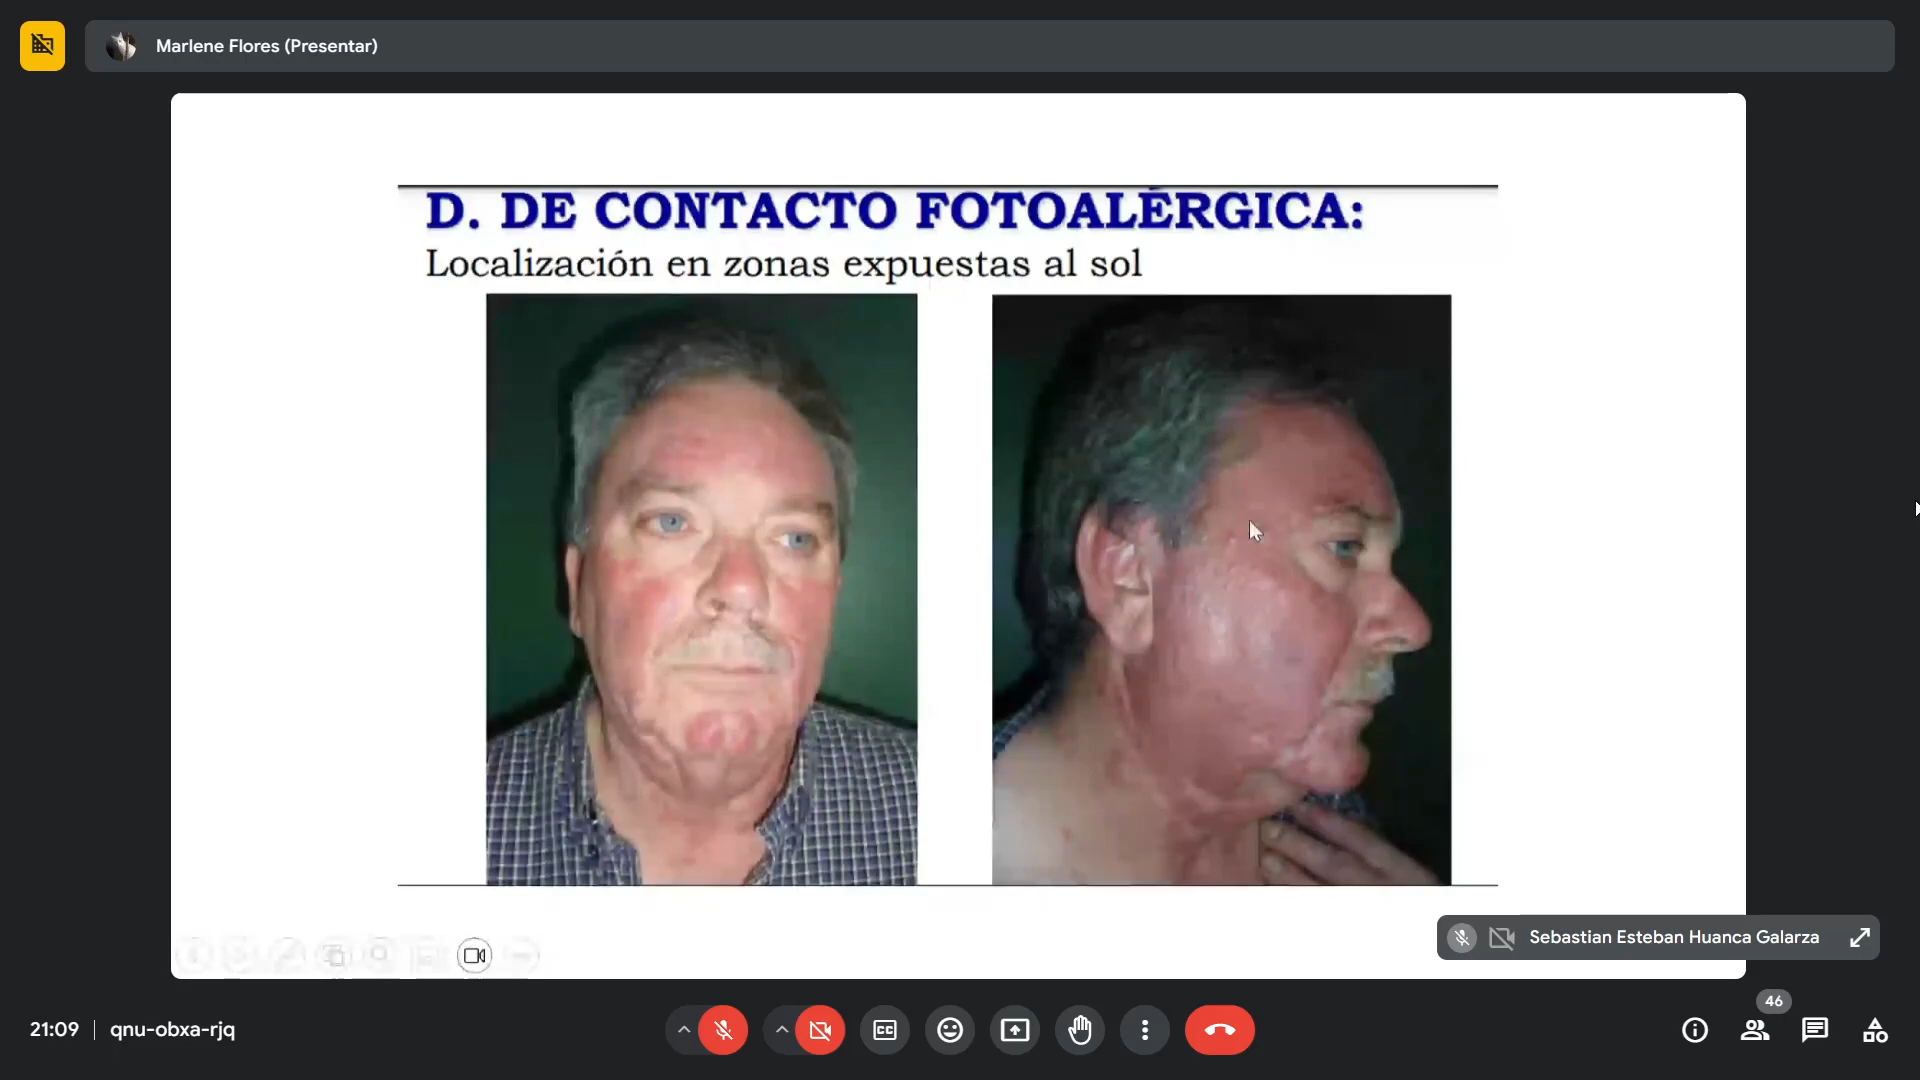 Marlene Flores (Presentar)
D. DE CONTACTO FOTOALÉRGICA:
Localización en zonas expuestas al sol
Sebastian Esteban Huanca Galarza
46
21:09 | qnu-obxa-rjq
CC